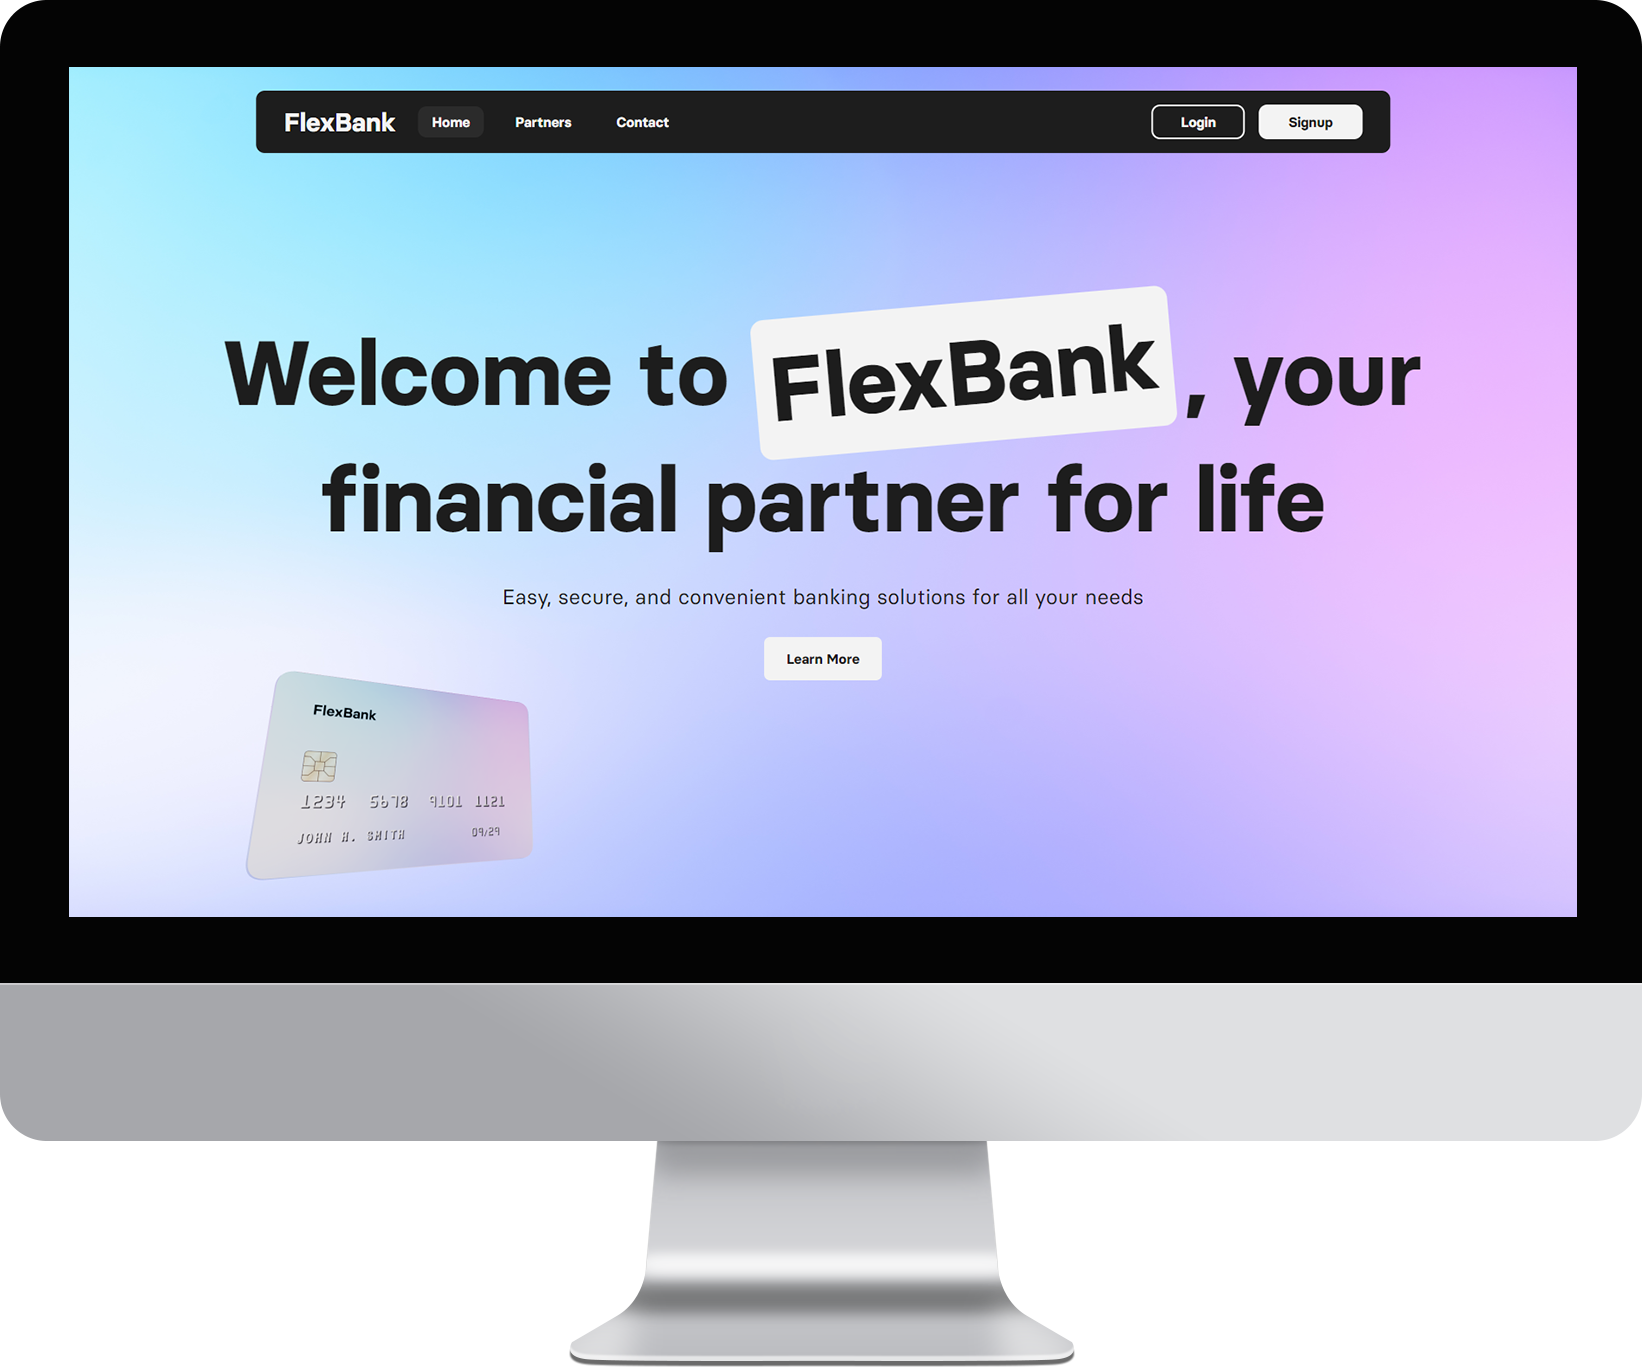 FlexBank Home Partners Contact Login Signup
Welcome to FlexBank, your
financial partner for life
Easy, secure, and convenient banking solutions for all your needs
Learn More
FlexBank
1234 5678 9101 1121
JOHN H. SMITH 09/29